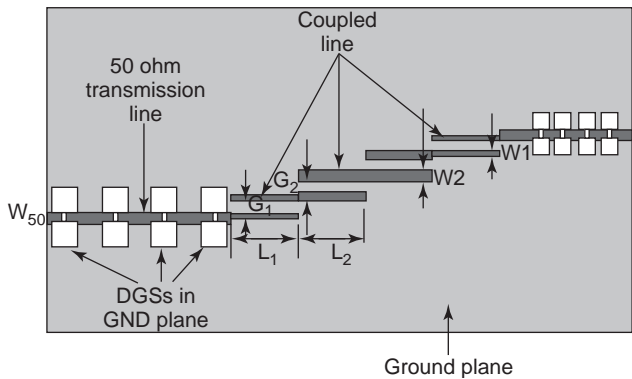 Coupled
line
50 ohm
transmission
line
W1
G2
W2
W50
G1
L1
L2
DGSs in
GND plane
Ground plane